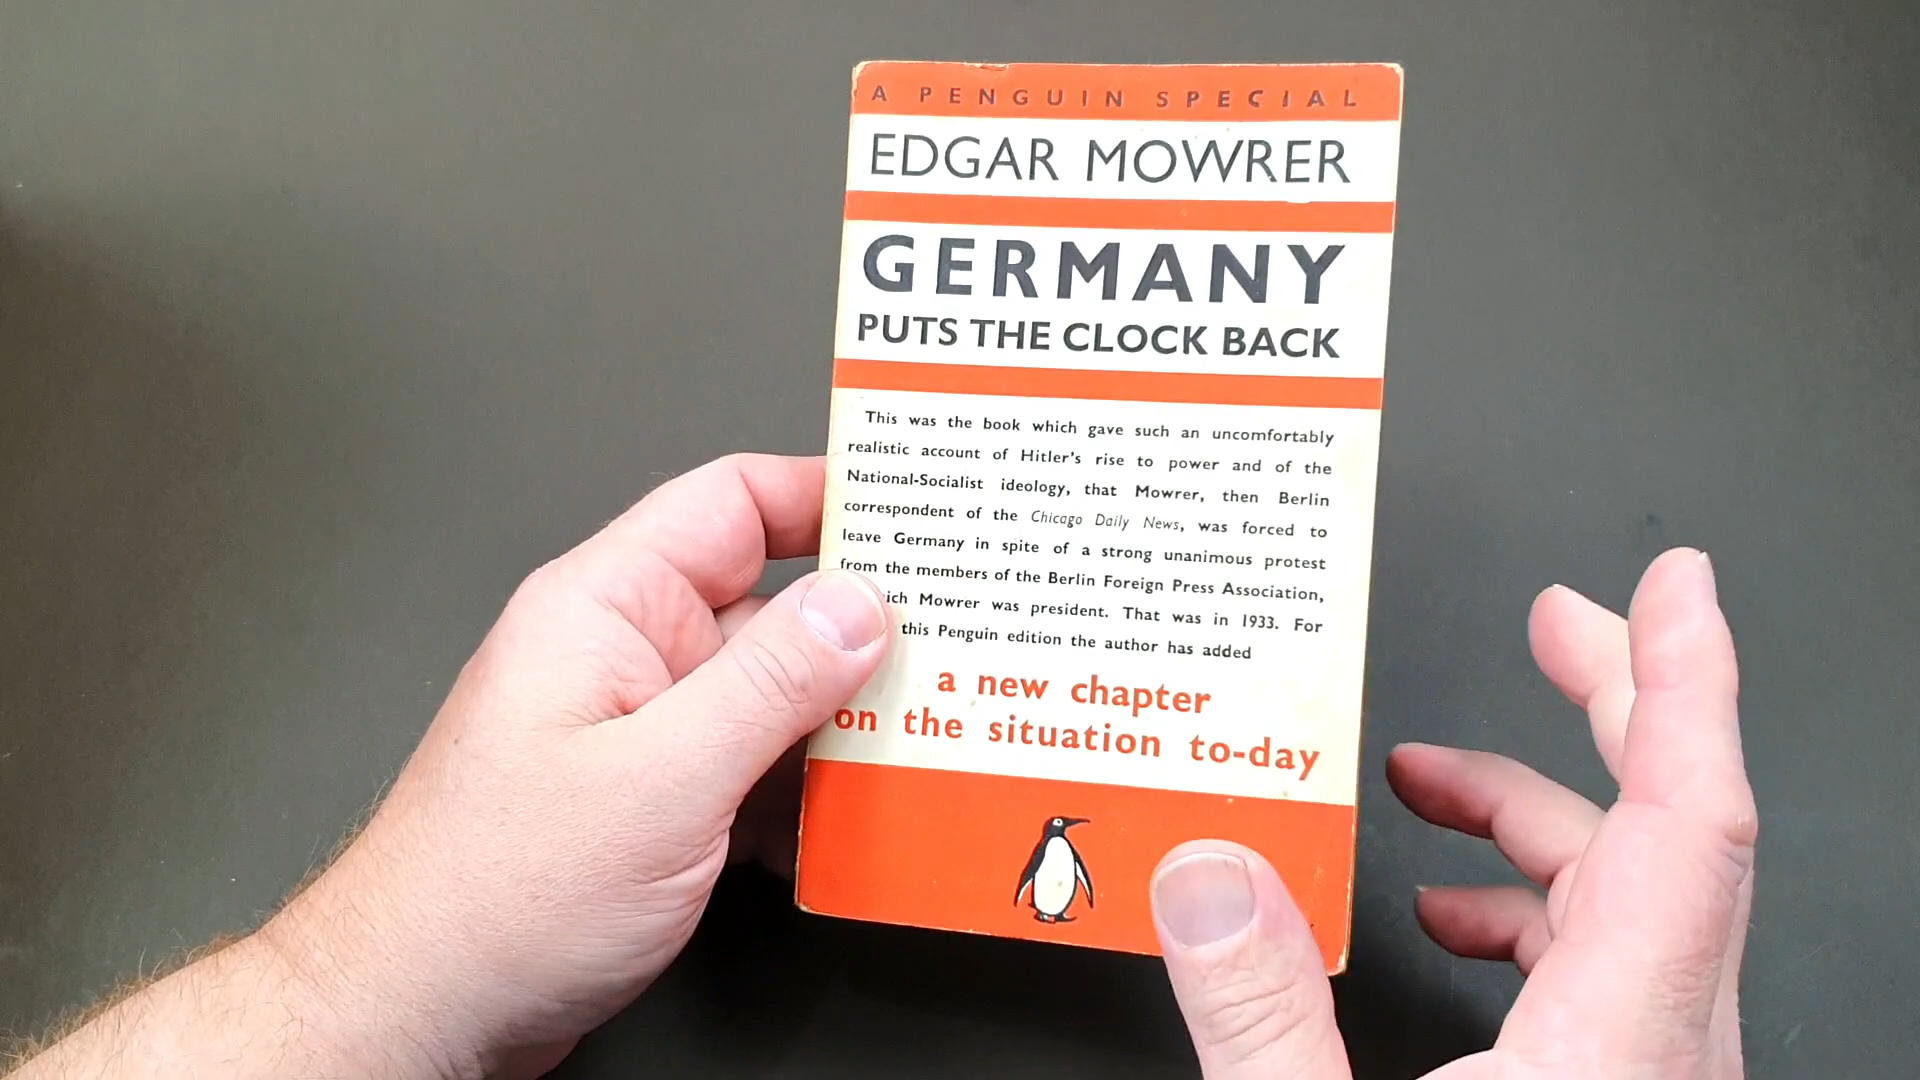 A PENGUIN SPECIAL
EDGAR MOWRER
GERMANY
PUTS THE CLOCK BACK
This was the book which gave such an uncomfortably
realistic account of Hitler's rise to power and of the
National-Socialist ideology, that Mowrer, then Berlin
correspondent of the Chicago Daily News, was forced to
leave Germany in spite of a strong unanimous protest
from the members of the Berlin Foreign Press Association,
Mowrer was president. That was in 1933. For
this Penguin edition the author has added
a new chapter
on the situation to-day